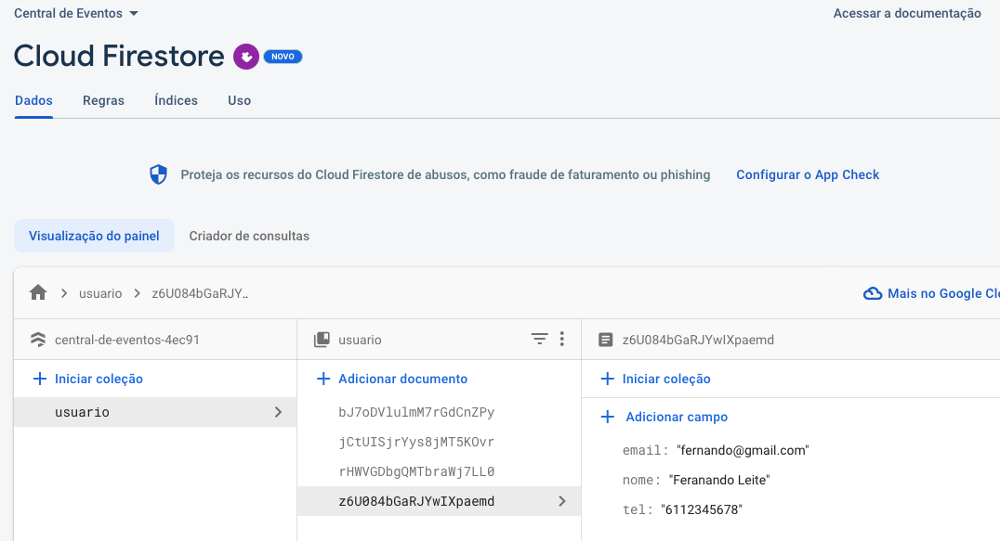 Central de Eventos
Acessar a documentação
Cloud Firestore NOVO
Dados Regras Índices Uso
Proteja os recursos do Cloud Firestore de abusos, como fraude de faturamento ou phishing Configurar o App Check
Visualização do painel Criador de consultas
usuario z6U084bGaRJY..
Mais no Google Clo
central-de-eventos-4ec91
usuario
z6U084bGaRJYwIXpaemd
Iniciar coleção
Adicionar documento
Iniciar coleção
usuario
bJ7oDVlulmM7rGdCnZPy
jCtUISjrYys8jMT5KOvr
rHWVGDbgQMTbraWj7LL0
z6U084bGaRJYwIXpaemd
Adicionar campo
email: "fernando@gmail.com"
nome: "Feranando Leite"
tel: "6112345678"